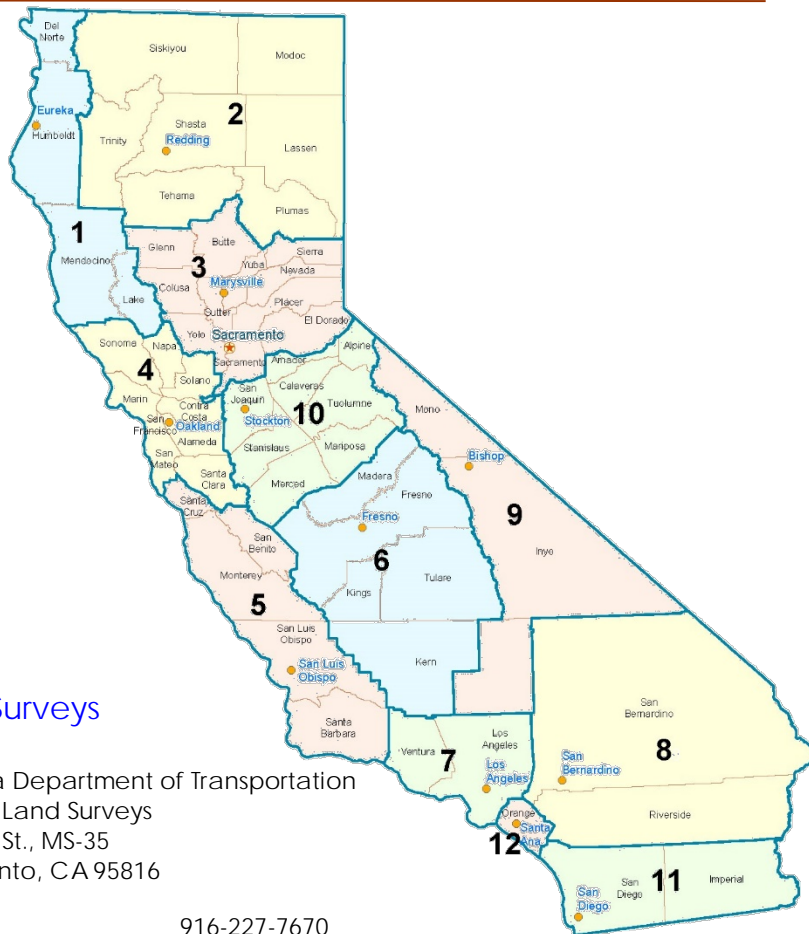 Del
Norte
Siskiyou
Modoc
Eureka
Humboldt
2
Trinity
Shasta
Redding
Lassen
Tehama
Plumas
1
Mendocino
Lake
Glenn
Butte
Sierra
3
Yuba
Nevada
Colusa
Marysville
Placer
Sutter
El Dorado
Yolo
Sacramento
Sacramento
Sonoma
Napa
4
Solano
Marin
Contra
Costa
San
Francisco
Oakland
Alameda
San
Mateo
Santa
Clara
Alpine
Amador
San
Joaquin
Calaveras
Stockton
10
Tuolumne
Stanislaus
Mariposa
Merced
Mono
Bishop
9
Inyo
Madera
Fresno
Fresno
6
Kings
Tulare
Kern
Santa
Cruz
San
Benito
Monterey
5
San Luis
Obispo
San Luis
Obispo
Santa
Barbara
Ventura
7
Los
Angeles
Los
Angeles
San
Bernardino
8
San
Bernardino
Riverside
Orange
Santa
Ana
12
San
Diego
11
Imperial
San
Diego
Surveys
a Department of Transportation
Land Surveys
St., MS-35
nto, CA 95816
916-227-7670